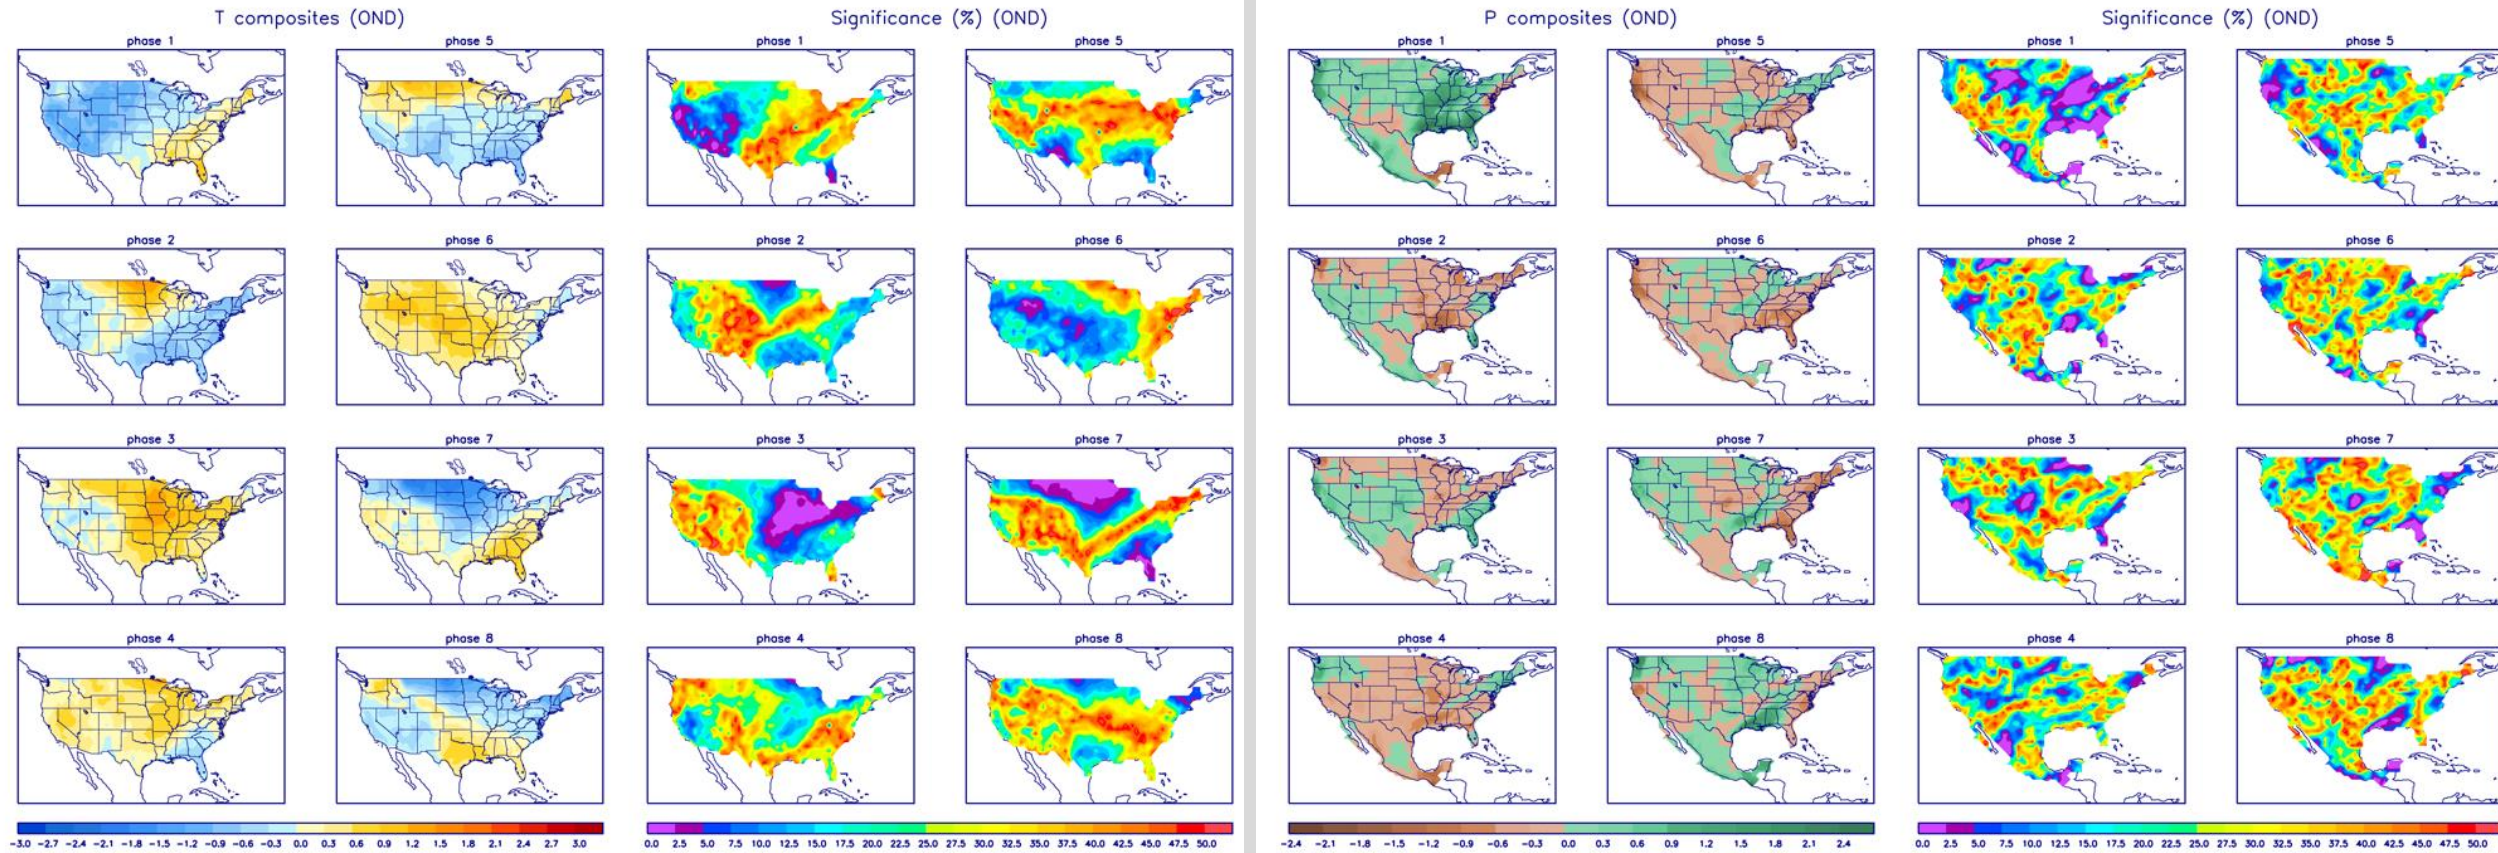 T composites (OND)
Significance (%) (OND)
P composites (OND)
Significance (%) (OND)
phase 1
phase 5
phase 1
phase 5
phase 1
phase 5
phase 1
phase 5
phase 2
phase 6
phase 2
phase 6
phase 2
phase 6
phase 2
phase 6
phase 3
phase 7
phase 3
phase 7
phase 3
phase 7
phase 3
phase 7
phase 4
phase 8
phase 4
phase 8
phase 4
phase 8
phase 4
phase 8
-3.0 -2.7 -2.4 -2.1 -1.8 -1.5 -1.2 -0.9 -0.6 -0.3 0.0 0.3 0.6 0.9 1.2 1.5 1.8 2.1 2.4 2.7 3.0
0.0 2.5 5.0 7.5 10.0 12.5 15.0 17.5 20.0 22.5 25.0 27.5 30.0 32.5 35.0 37.5 40.0 42.5 45.0 47.5 50.0
-2.4 -2.1 -1.8 -1.5 -1.2 -0.9 -0.6 -0.3 0.0 0.3 0.6 0.9 1.2 1.5 1.8 2.1 2.4
0.0 2.5 5.0 7.5 10.0 12.5 15.0 17.5 20.0 22.5 25.0 27.5 30.0 32.5 35.0 37.5 40.0 42.5 45.0 47.5 50.0